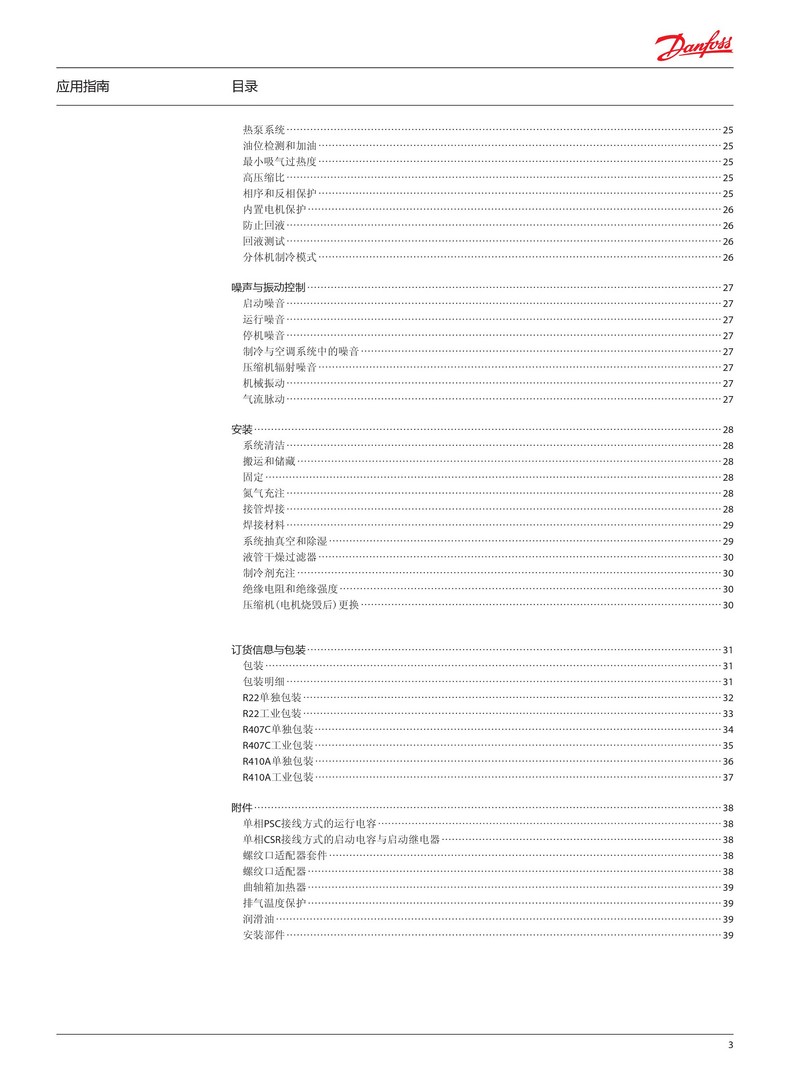 Danfoss
应用指南
目录
热泵系统 25
油位检测和加油 25
最小吸气过热度 25
高压缩比 25
相序和反相保护 25
内置电机保护 26
防止回液 26
回液测试 26
分体机制冷模式 26
噪声与振动控制 27
启动噪音 27
运行噪音 27
停机噪音 27
制冷与空调系统中的噪音 27
压缩机辐射噪音 27
机械振动 27
气流脉动 27
安装 28
系统清洁 28
搬运和储藏 28
固定 28
氮气充注 28
接管焊接 28
焊接材料 29
系统抽真空和除湿 29
液管干燥过滤器 30
制冷剂充注 30
绝缘电阻和绝缘强度 30
压缩机(电机烧毁后)更换 30
订货信息与包装 31
包装 31
包装明细 31
R22单独包装 32
R22工业包装 33
R407C单独包装 34
R407C工业包装 35
R410A单独包装 36
R410A工业包装 37
附件 38
单相PSC接线方式的运行电容 38
单相CSR接线方式的启动电容与启动继电器 38
螺纹口适配器套件 38
螺纹口适配器 38
曲轴箱加热器 39
排气温度保护 39
润滑油 39
安装部件 39
3